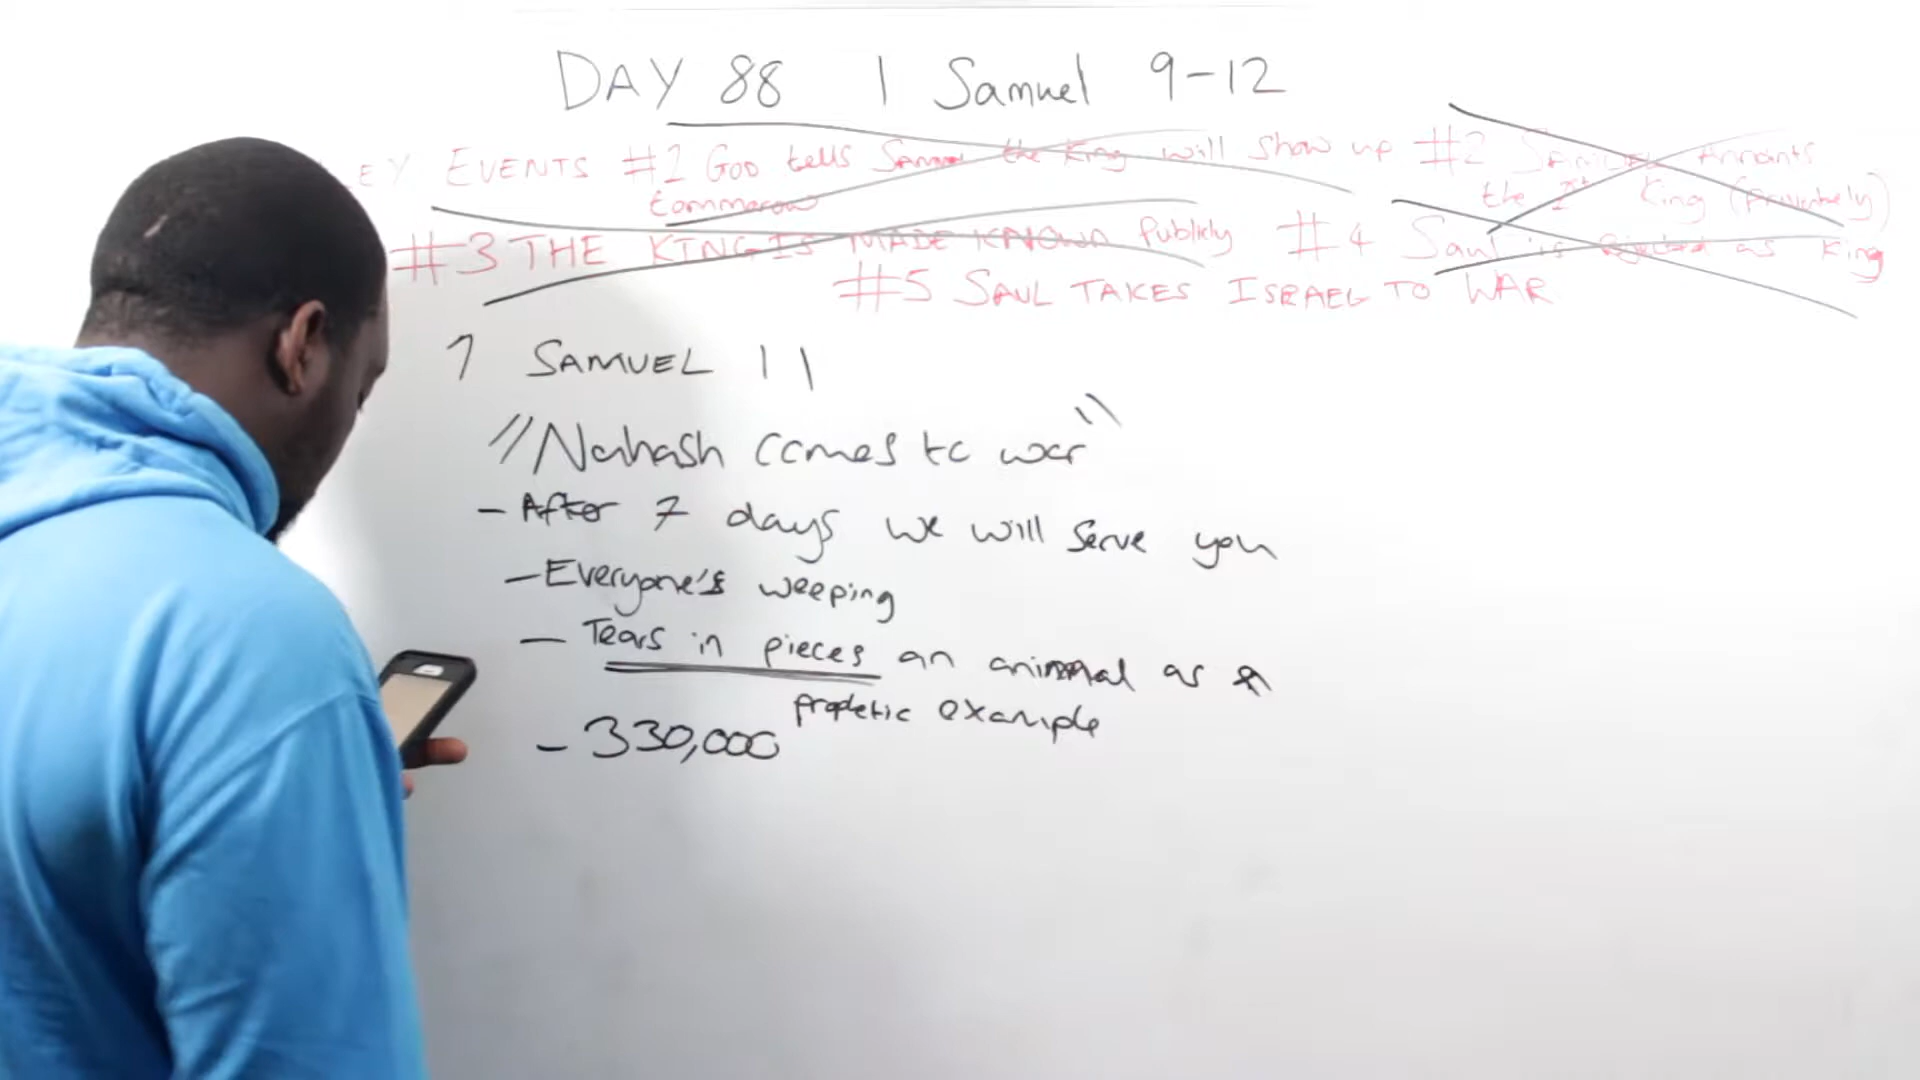 DAY 88 1 Samuel 9-12
EY EVENTS #1 GOD tells Samuel the King will show up #2 SAMUEL Annoints
tommorow the 1st King (privately)
#3 THE KING IS MADE KNOWN Publicly #4 Saul is Rejected as King
#5 SAUL TAKES ISRAEL TO WAR
1 SAMUEL 11
"Nahash comes to war"
- After 7 days we will serve you
- Everyone's weeping
- Tears in pieces an animal as a
prophetic example
- 330,000